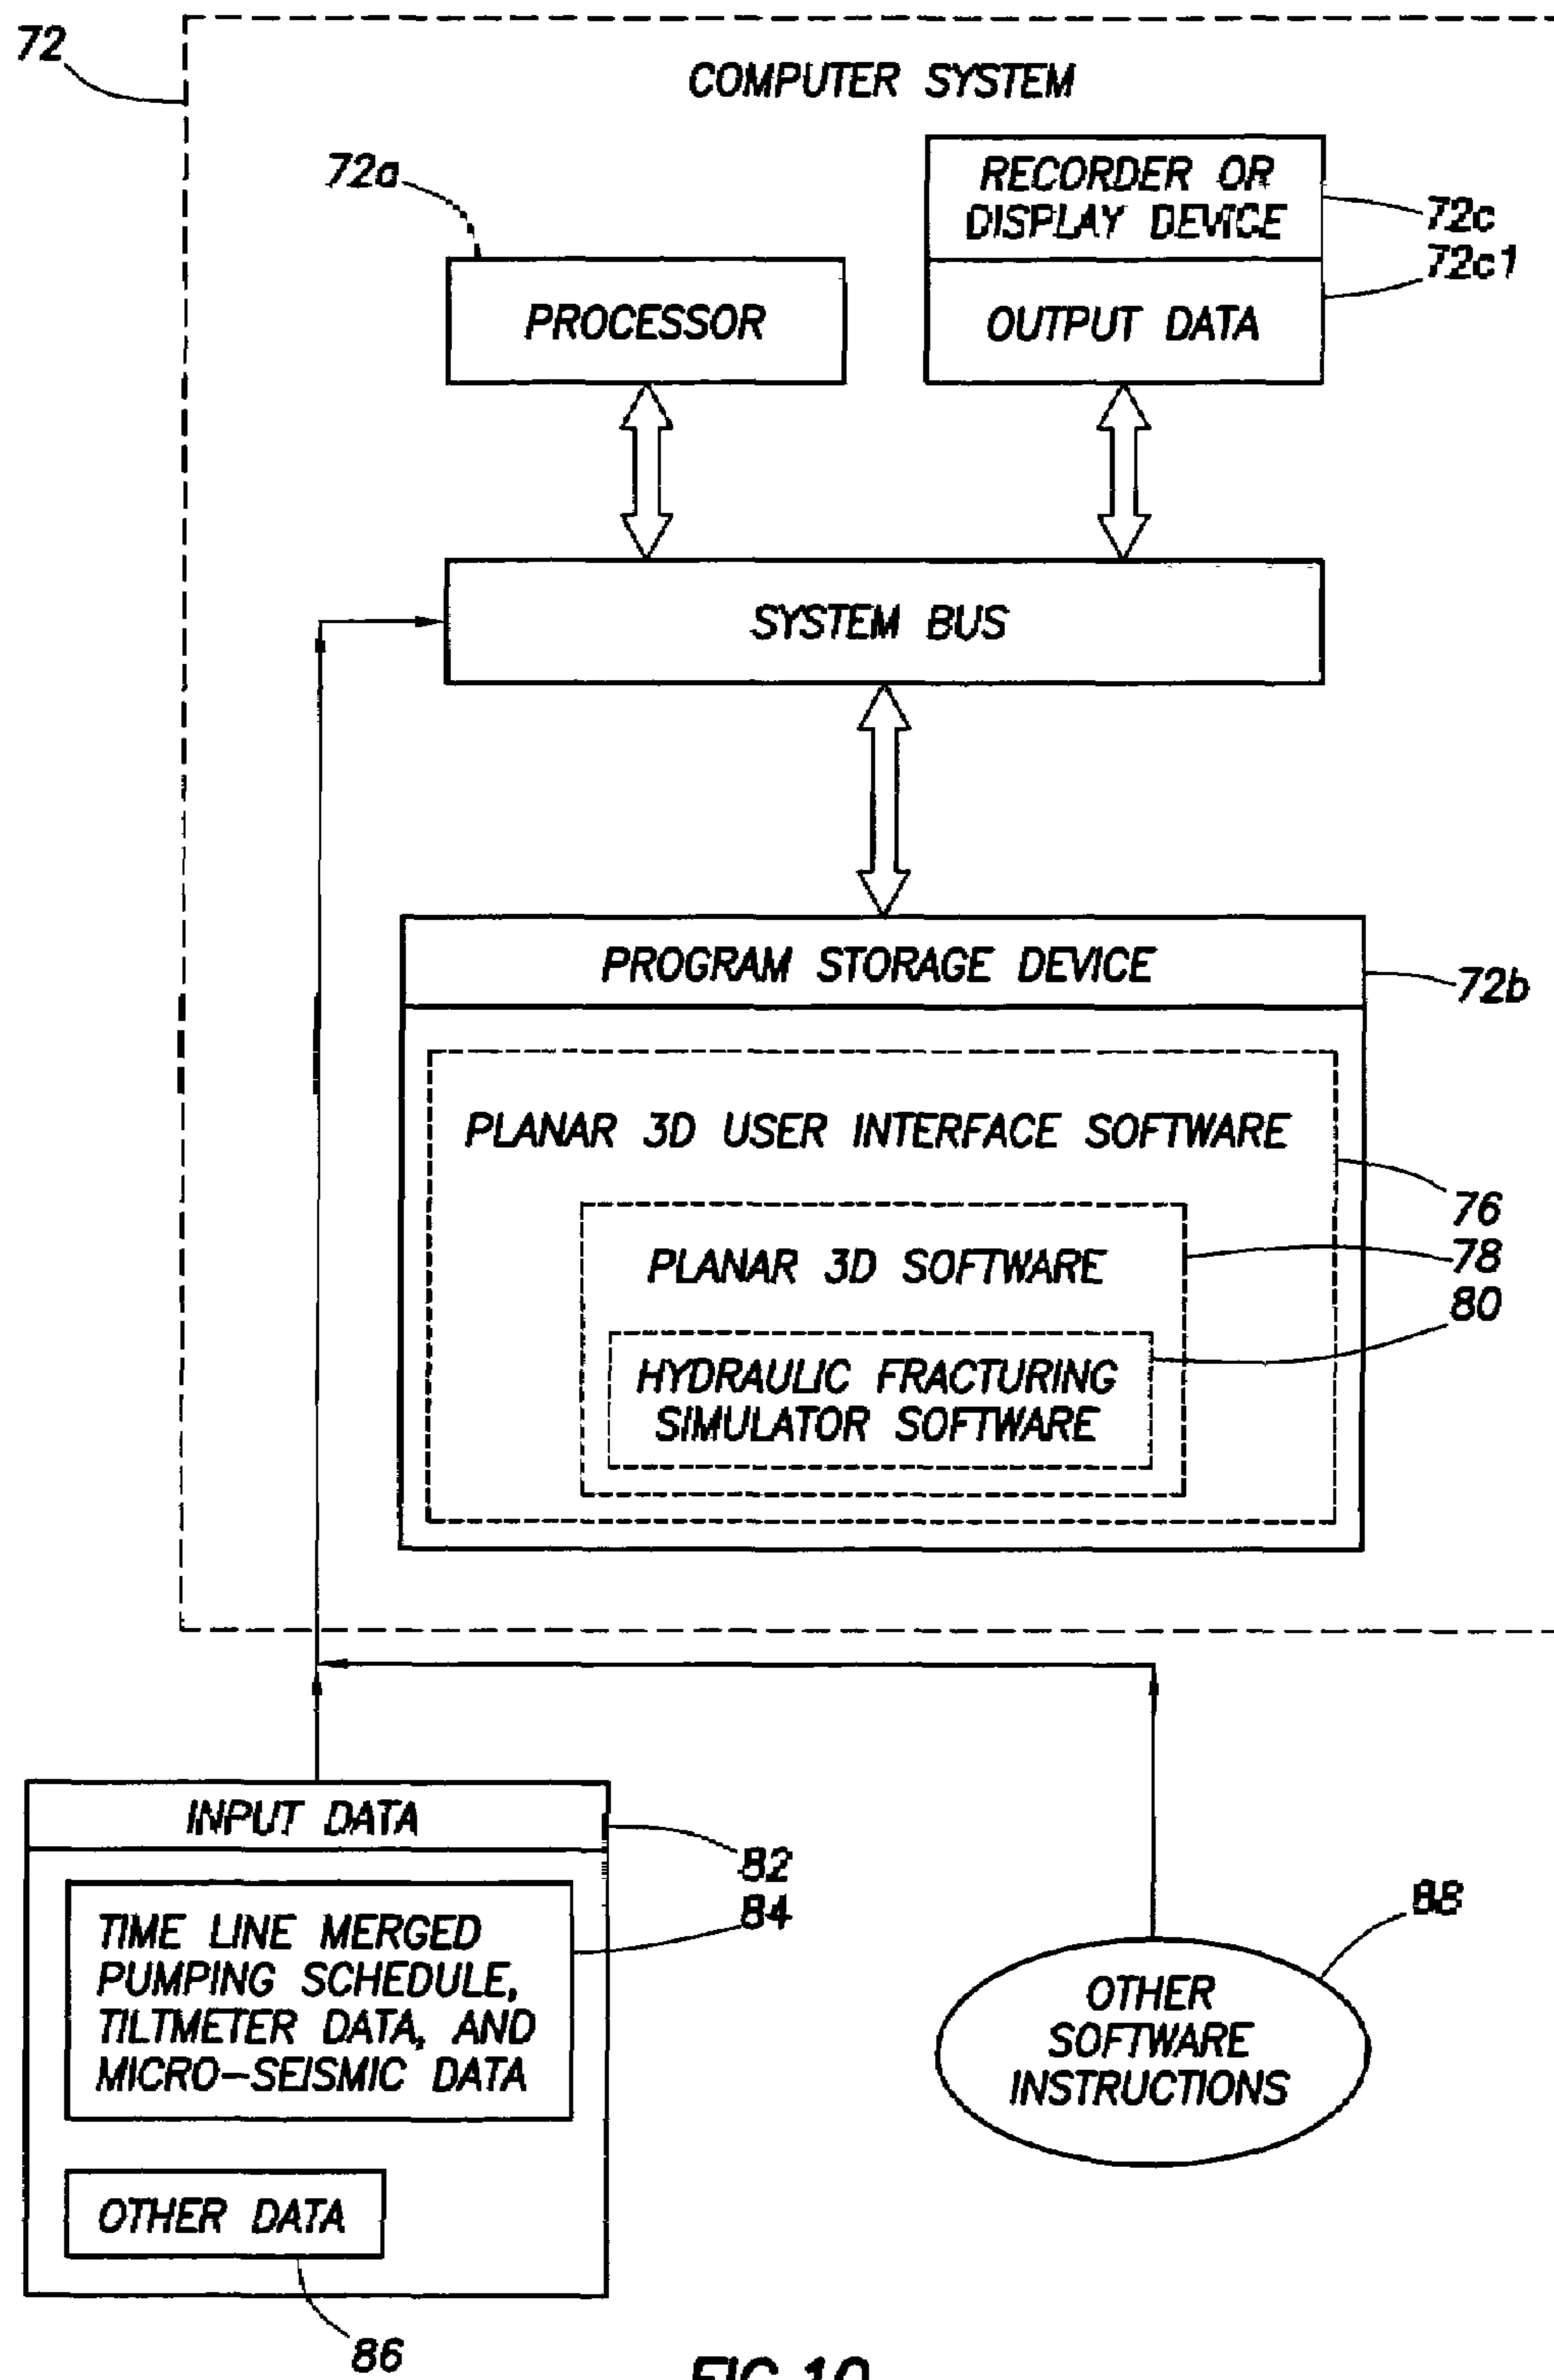 72
COMPUTER SYSTEM
72a
RECORDER OR
DISPLAY DEVICE
72c
72c1
PROCESSOR
OUTPUT DATA
SYSTEM BUS
PROGRAM STORAGE DEVICE
72b
PLANAR 3D USER INTERFACE SOFTWARE
76
PLANAR 3D SOFTWARE
78
80
HYDRAULIC FRACTURING
SIMULATOR SOFTWARE
INPUT DATA
82
84
TIME LINE MERGED
PUMPING SCHEDULE,
TILTMETER DATA, AND
MICRO-SEISMIC DATA
88
OTHER
SOFTWARE
INSTRUCTIONS
OTHER DATA
86
FIG.10